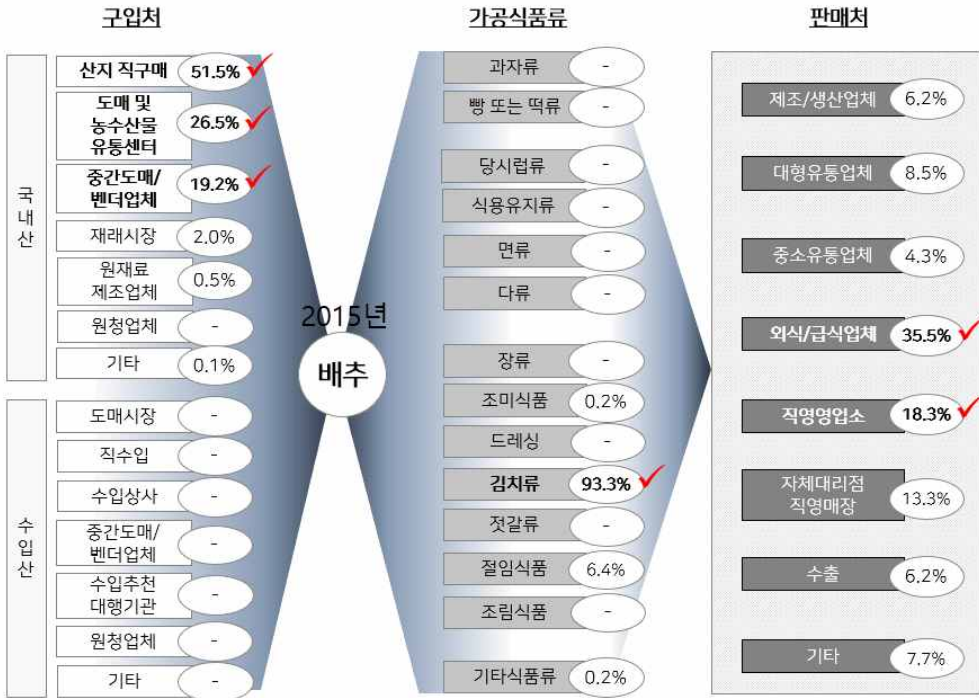 구입처
가공식품류
판매처
국내산
산지 직구매 51.5%
도매 및
농수산물
유통센터
26.5%
중간도매/
벤더업체
19.2%
재래시장 2.0%
원재료
제조업체
0.5%
원청업체 -
기타 0.1%
수입산
도매시장 -
직수입 -
수입상사 -
중간도매/
벤더업체
-
수입추천
대행기관
-
원청업체 -
기타 -
2015년
배추
과자류 -
빵 또는 떡류 -
당시럽류 -
식용유지류 -
면류 -
다류 -
장류 -
조미식품 0.2%
드레싱 -
김치류 93.3%
젓갈류 -
절임식품 6.4%
조림식품 -
기타식품류 0.2%
제조/생산업체 6.2%
대형유통업체 8.5%
중소유통업체 4.3%
외식/급식업체 35.5%
직영영업소 18.3%
자체대리점
직영매장
13.3%
수출 6.2%
기타 7.7%